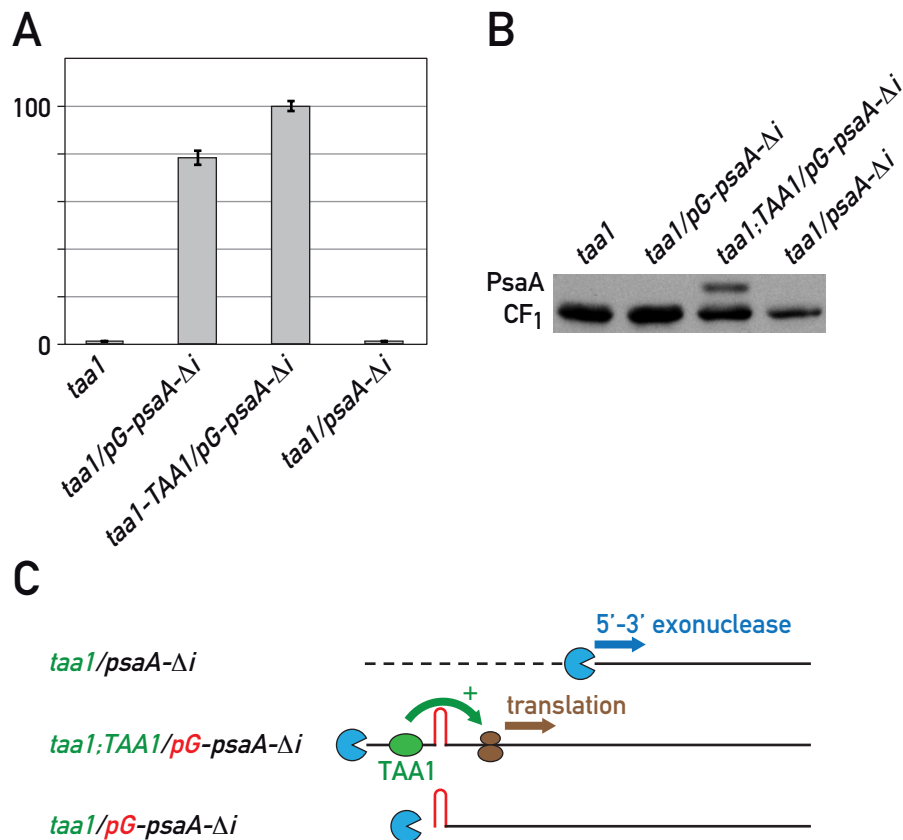 A
100
0
taa1
taa1/pG-psaA-Δi
taa1-TAA1/pG-psaA-Δi
taa1/psaA-Δi
B
taa1
taa1/pG-psaA-Δi
taa1;TAA1/pG-psaA-Δi
taa1/psaA-Δi
PsaA
CF1
C
5'-3' exonuclease
taa1/psaA-Δi
+
translation
taa1;TAA1/pG-psaA-Δi
TAA1
taa1/pG-psaA-Δi